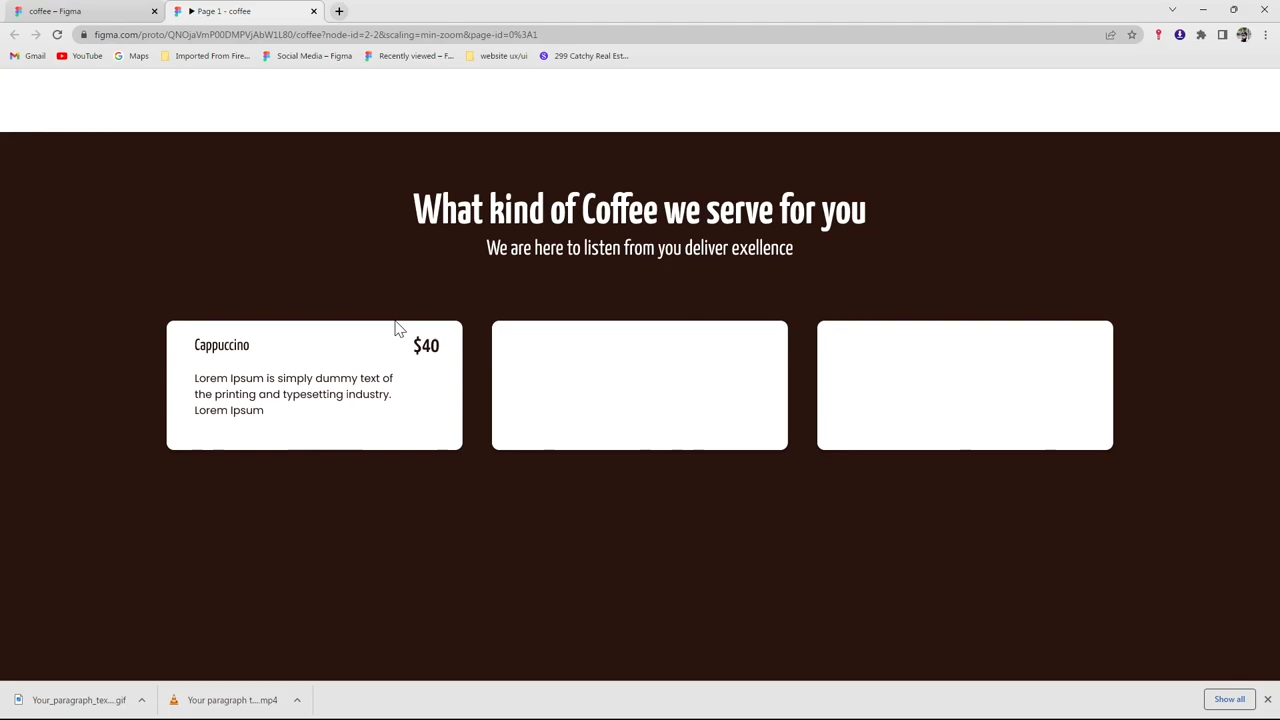 coffee – Figma
Page 1 - coffee
figma.com/proto/QNOjaVmP00DMPVjAbW1L80/coffee?node-id=2-2&scaling=min-zoom&page-id=0%3A1
Gmail
YouTube
Maps
Imported From Fire...
Social Media – Figma
Recently viewed – F...
website ux/ui
299 Catchy Real Est...
What kind of Coffee we serve for you
We are here to listen from you deliver exellence
Cappuccino
$40
Lorem Ipsum is simply dummy text of
the printing and typesetting industry.
Lorem Ipsum
Your_paragraph_tex....gif
Your paragraph t....mp4
Show all